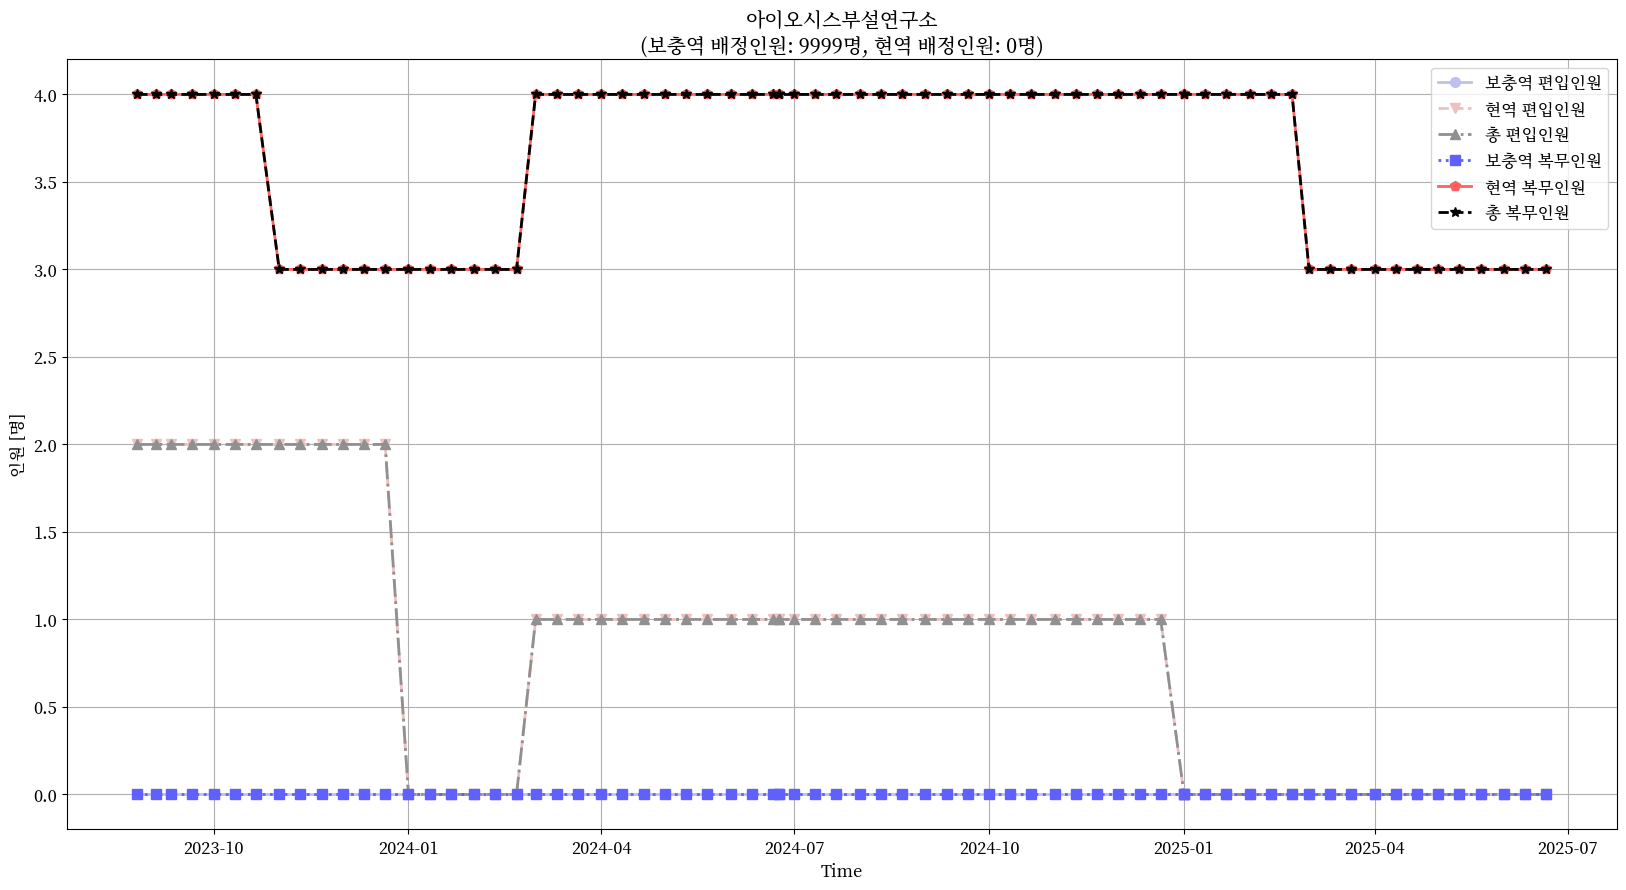 아이오시스부설연구소
(보충역 배정인원: 9999명, 현역 배정인원: 0명)
보충역 편입인원
현역 편입인원
총 편입인원
보충역 복무인원
현역 복무인원
총 복무인원
4.0
3.5
3.0
2.5
2.0
1.5
1.0
0.5
0.0
인원 [명]
2023-10
2024-01
2024-04
2024-07
2024-10
2025-01
2025-04
2025-07
Time